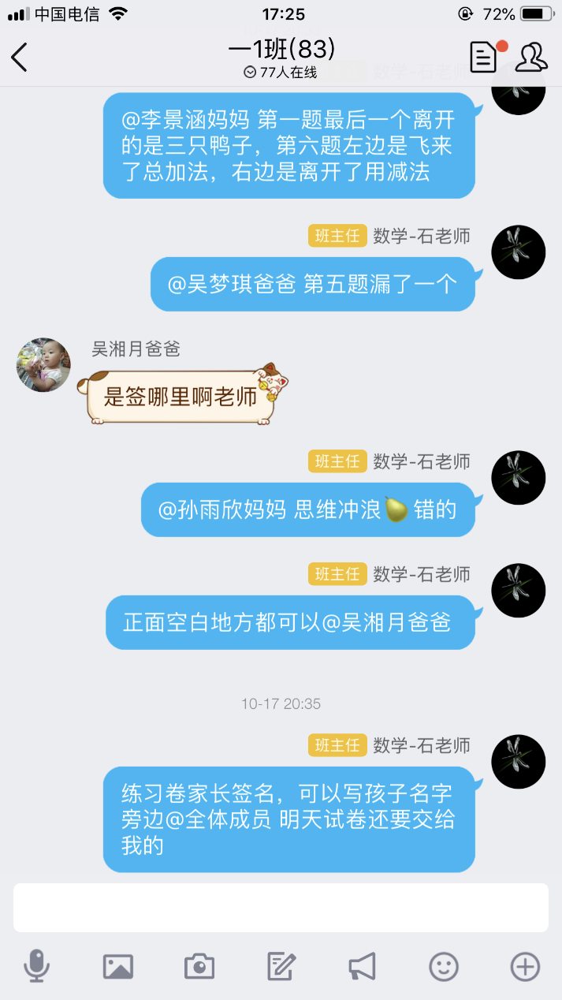 中国电信
17:25
72%
一1班(83)
77人在线
@李景涵妈妈 第一题最后一个离开
的是三只鸭子，第六题左边是飞来
了总加法，右边是离开了用减法
班主任 数学-石老师
@吴梦琪爸爸 第五题漏了一个
吴湘月爸爸
是签哪里啊老师
班主任 数学-石老师
@孙雨欣妈妈 思维冲浪🍐错的
班主任 数学-石老师
正面空白地方都可以@吴湘月爸爸
10-17 20:35
班主任 数学-石老师
练习卷家长签名，可以写孩子名字
旁边@全体成员 明天试卷还要交给
我的